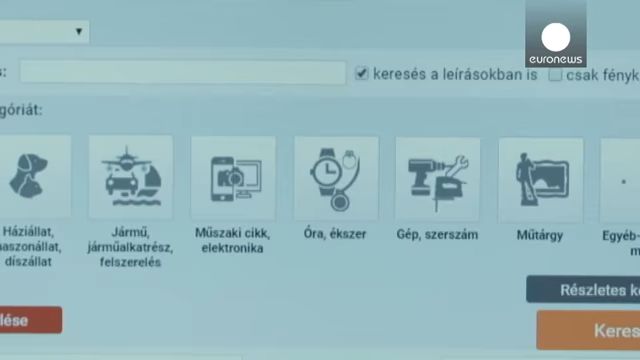 euronews
s:
keresés a leírásokban is
csak fényk
góriát:
Háziállat,
haszonállat,
díszállat
Jármű,
járműalkatrész,
felszerelés
Műszaki cikk,
elektronika
Óra, ékszer
Gép, szerszám
Műtárgy
Egyéb-
m
Részletes k
lése
Keres